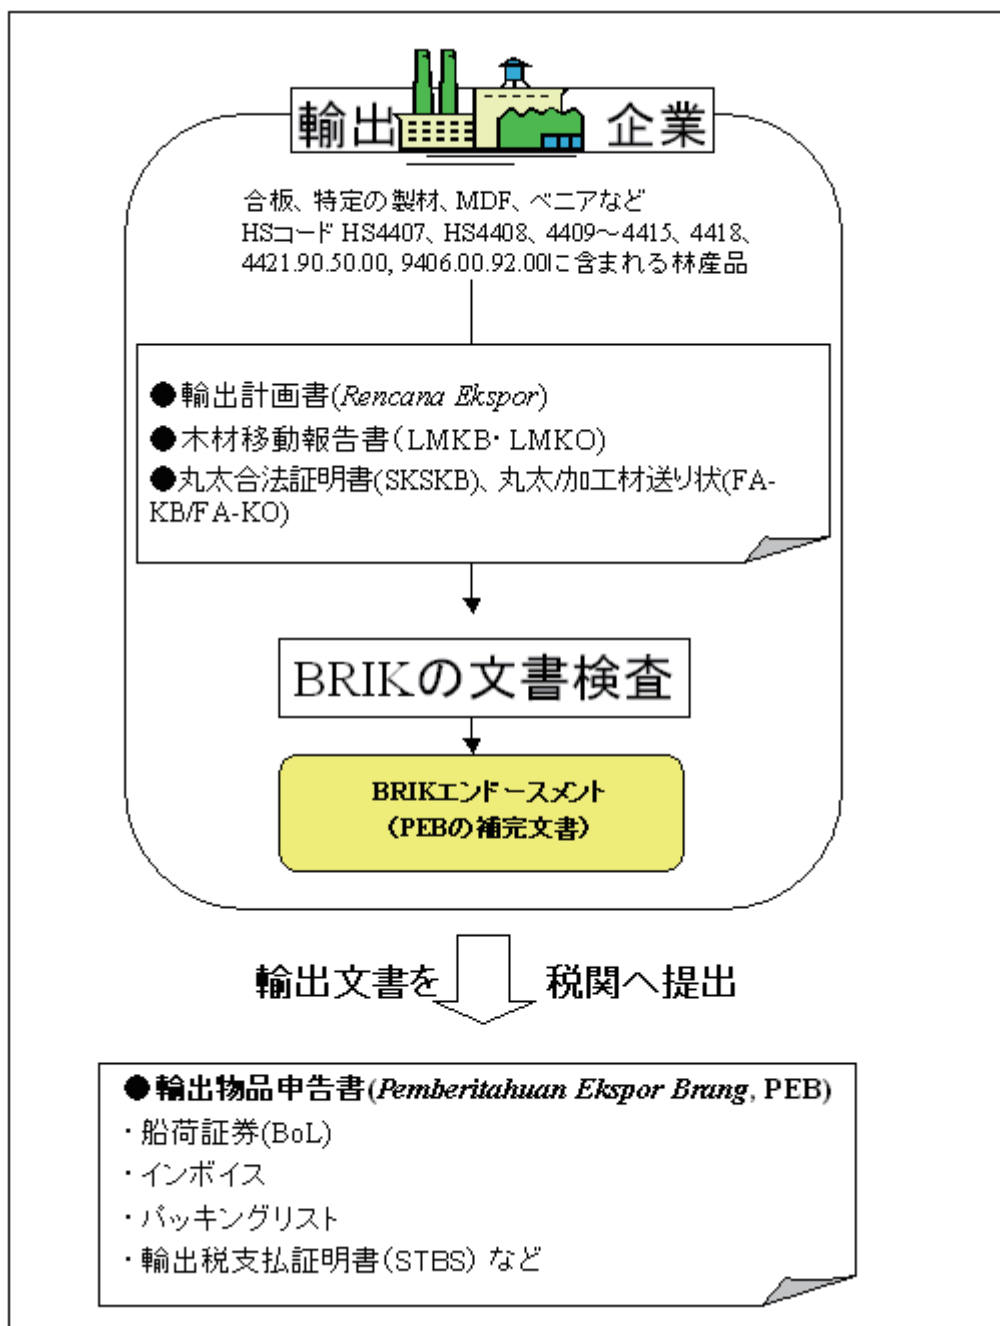 輸出 企業
合板、特定の製材、MDF、ベニアなど
HSコード HS4407、HS4408、4409～4415、4418、
4421.90.50.00, 9406.00.92.00に含まれる林産品
●輸出計画書(Rencana Ekspor)
●木材移動報告書(LMKB・LMKO)
●丸太合法証明書(SKSKB)、丸太/加工材送り状(FA-
KB/FA-KO)
BRIKの文書検査
BRIKエンドースメント
(PEBの補完文書)
輸出文書を 税関へ提出
●輸出物品申告書(Pemberitahuan Ekspor Brang, PEB)
・船荷証券(BoL)
・インボイス
・パッキングリスト
・輸出税支払証明書(STBS) など